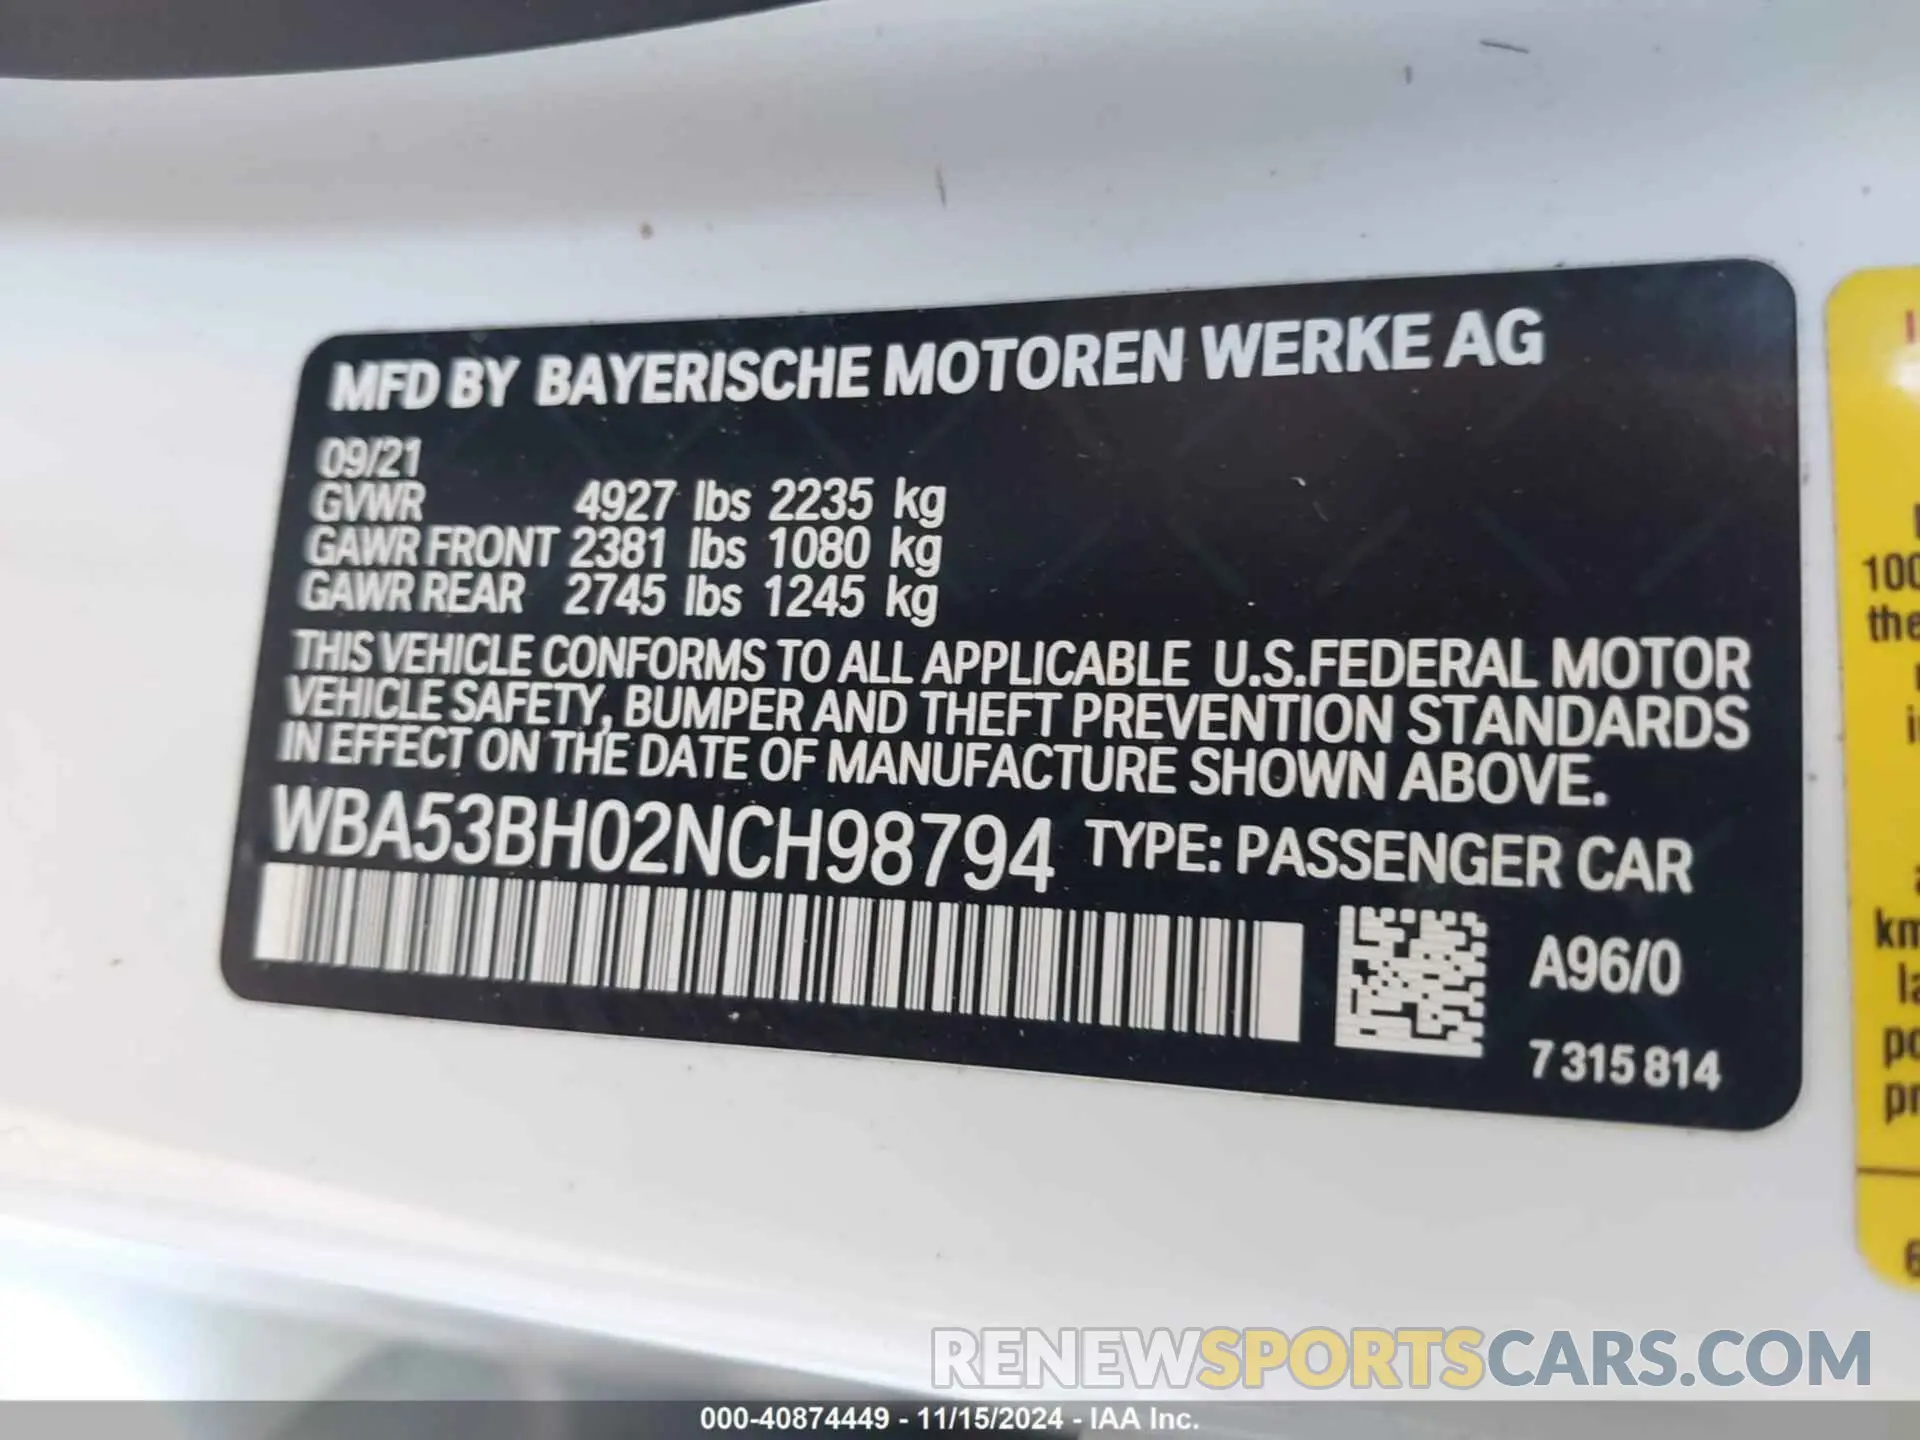 MFD BY BAYERISCHE MOTOREN WERKE AG
09/21
GVWR 4927 lbs 2235 kg
GAWR FRONT 2381 lbs 1080 kg
GAWR REAR 2745 lbs 1245 kg
THIS VEHICLE CONFORMS TO ALL APPLICABLE U.S.FEDERAL MOTOR
VEHICLE SAFETY, BUMPER AND THEFT PREVENTION STANDARDS
IN EFFECT ON THE DATE OF MANUFACTURE SHOWN ABOVE.
WBA53BH02NCH98794 TYPE: PASSENGER CAR
A96/0
7 315 814
100
the
km
RENEWSPORTSCARS.COM
000-40874449 - 11/15/2024 - IAA Inc.